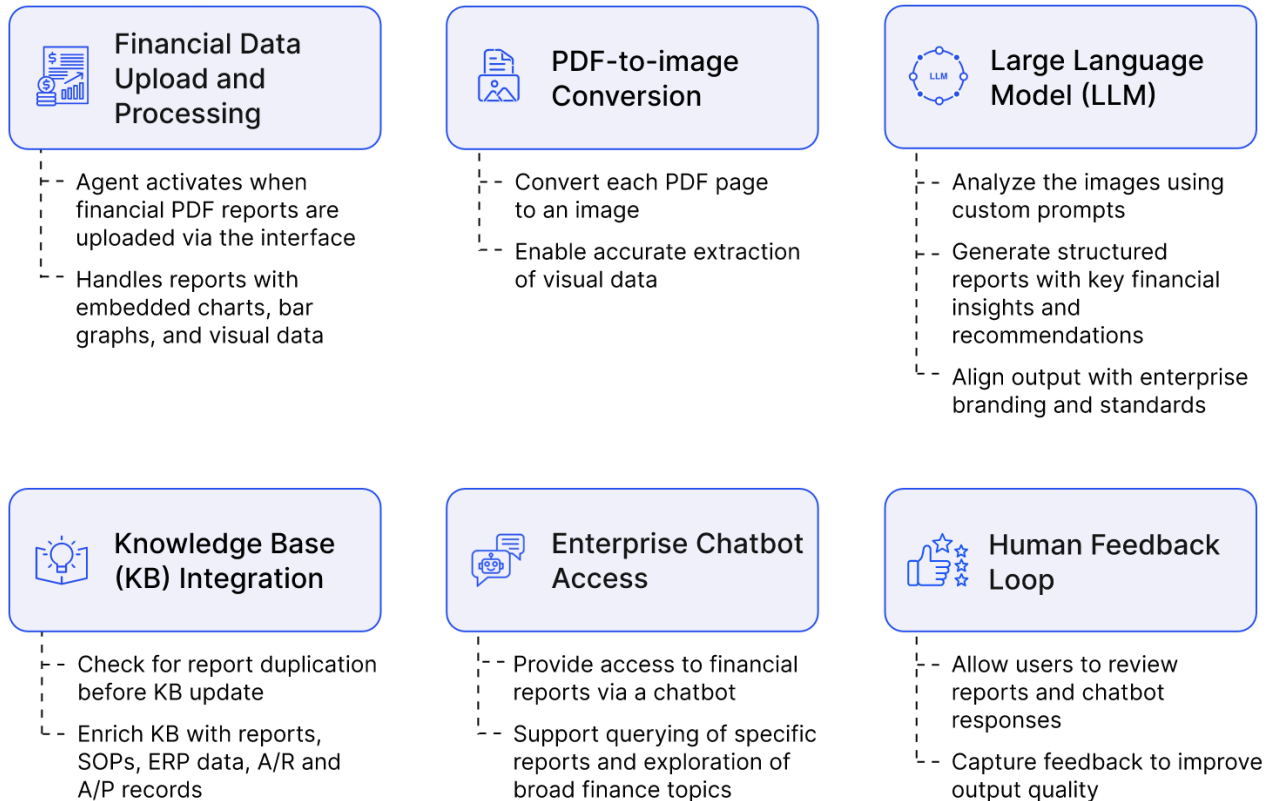 Financial Data
Upload and
Processing
Agent activates when
financial PDF reports are
uploaded via the interface
Handles reports with
embedded charts, bar
graphs, and visual data
PDF-to-image
Conversion
Convert each PDF page
to an image
Enable accurate extraction
of visual data
LLM
Large Language
Model (LLM)
Analyze the images using
custom prompts
Generate structured
reports with key financial
insights and
recommendations
Align output with enterprise
branding and standards
Knowledge Base
(KB) Integration
Check for report duplication
before KB update
Enrich KB with reports,
SOPs, ERP data, A/R and
A/P records
Enterprise Chatbot
Access
Provide access to financial
reports via a chatbot
Support querying of specific
reports and exploration of
broad finance topics
Human Feedback
Loop
Allow users to review
reports and chatbot
responses
Capture feedback to improve
output quality